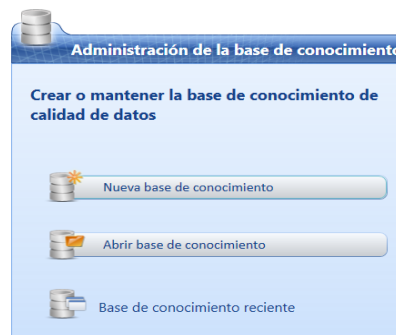 Administración de la base de conocimiento
Crear o mantener la base de conocimiento de
calidad de datos
Nueva base de conocimiento
Abrir base de conocimiento
Base de conocimiento reciente